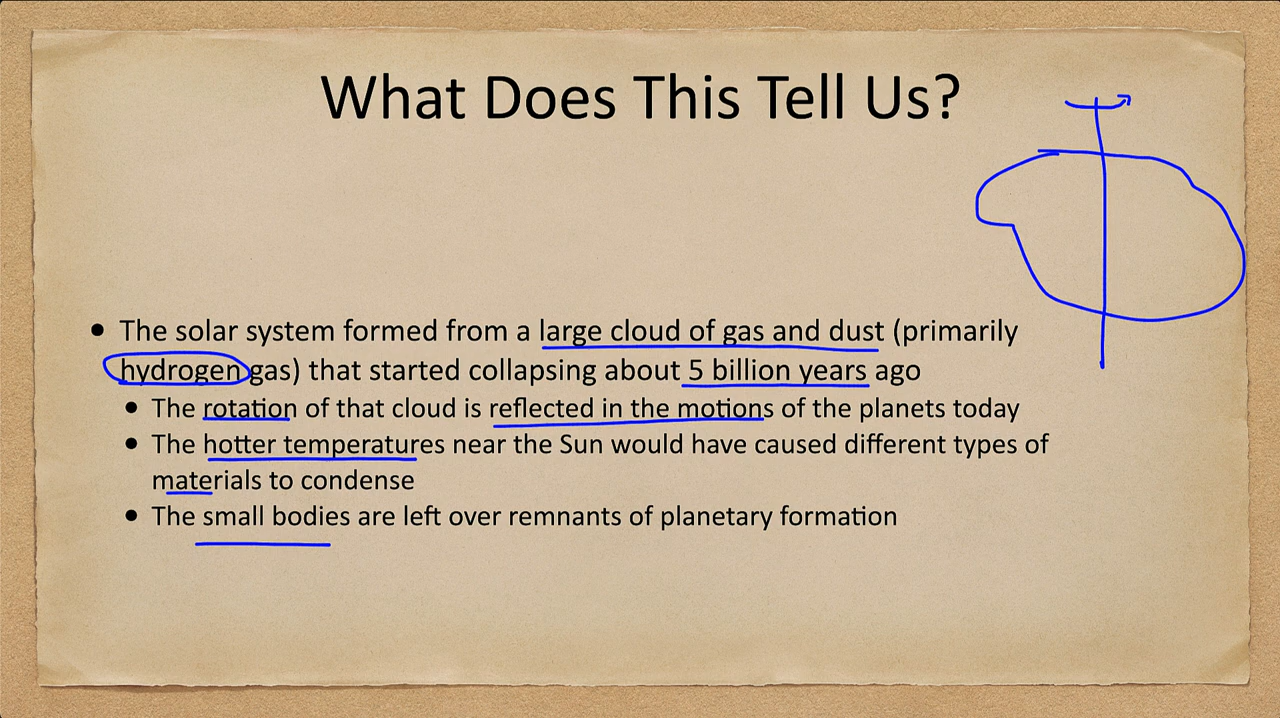 What Does This Tell Us?
• The solar system formed from a large cloud of gas and dust (primarily
hydrogen gas) that started collapsing about 5 billion years ago
• The rotation of that cloud is reflected in the motions of the planets today
• The hotter temperatures near the Sun would have caused different types of
materials to condense
• The small bodies are left over remnants of planetary formation